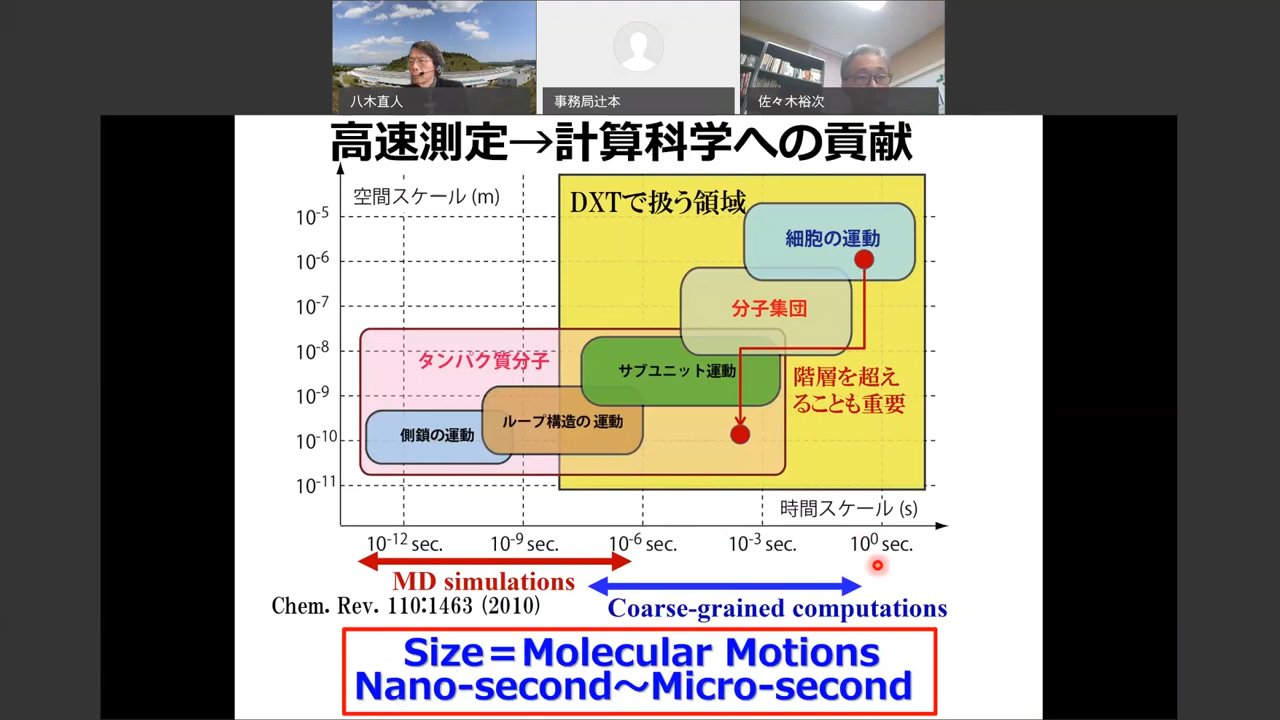 八木直人
事務局辻本
佐々木裕次
高速測定→計算科学への貢献
空間スケール (m)
DXTで扱う領域
10-5
細胞の運動
10-6
10-7
分子集団
10-8
タンパク質分子
サブユニット運動
階層を超え
ることも重要
10-9
ループ構造の 運動
10-10
側鎖の運動
10-11
時間スケール (s)
10-12 sec.
10-9 sec.
10-6 sec.
10-3 sec.
100 sec.
MD simulations
Coarse-grained computations
Chem. Rev. 110:1463 (2010)
Size＝Molecular Motions
Nano-second～Micro-second